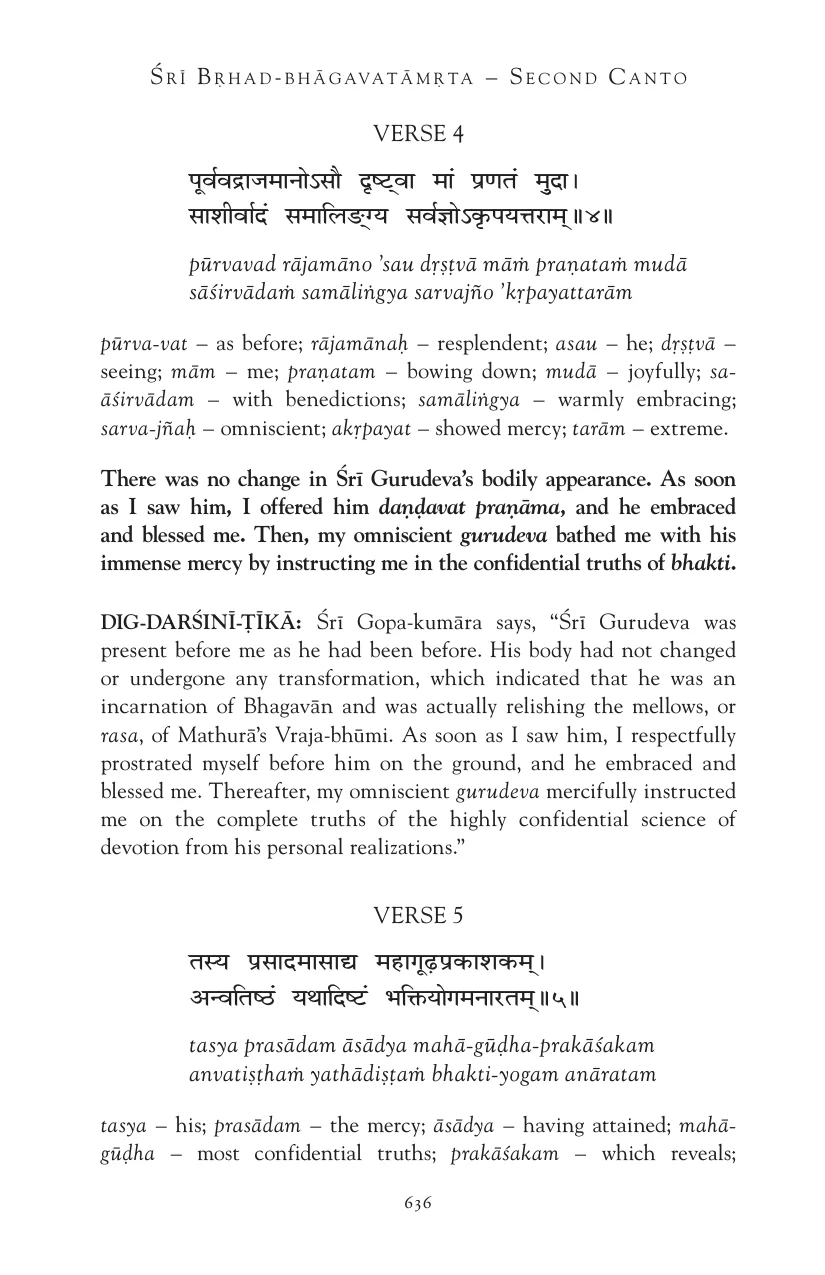 ŚRĪ BṚHAD-BHĀGAVATĀMṚTA – SECOND CANTO
VERSE 4
पूर्ववद्राजमानोऽसौ दृष्ट्वा मां प्रणतं मुदा।
साशीर्वादं समालिङ्ग्य सर्वज्ञोऽकृपयत्तराम्॥४॥
pūrvavad rājamāno ’sau dṛṣṭvā māṁ praṇataṁ mudā
sāśirvādaṁ samāliṅgya sarvajño ’kṛpayattarām
pūrva-vat – as before; rājamānaḥ – resplendent; asau – he; dṛṣṭvā –
seeing; mām – me; praṇatam – bowing down; mudā – joyfully; sa-
āśirvādam – with benedictions; samāliṅgya – warmly embracing;
sarva-jñaḥ – omniscient; akṛpayat – showed mercy; tarām – extreme.
There was no change in Śrī Gurudeva’s bodily appearance. As soon
as I saw him, I offered him daṇḍavat praṇāma, and he embraced
and blessed me. Then, my omniscient gurudeva bathed me with his
immense mercy by instructing me in the confidential truths of bhakti.
DIG-DARŚINĪ-ṬĪKĀ: Śrī Gopa-kumāra says, “Śrī Gurudeva was
present before me as he had been before. His body had not changed
or undergone any transformation, which indicated that he was an
incarnation of Bhagavān and was actually relishing the mellows, or
rasa, of Mathurā’s Vraja-bhūmi. As soon as I saw him, I respectfully
prostrated myself before him on the ground, and he embraced and
blessed me. Thereafter, my omniscient gurudeva mercifully instructed
me on the complete truths of the highly confidential science of
devotion from his personal realizations.”
VERSE 5
तस्य प्रसादमासाद्य महागूढ़प्रकाशकम्।
अन्वतिष्ठं यथादिष्टं भक्तियोगमनारतम्॥५॥
tasya prasādam āsādya mahā-gūḍha-prakāśakam
anvatiṣṭhaṁ yathādiṣṭaṁ bhakti-yogam anāratam
tasya – his; prasādam – the mercy; āsādya – having attained; mahā-
gūḍha – most confidential truths; prakāśakam – which reveals;
636